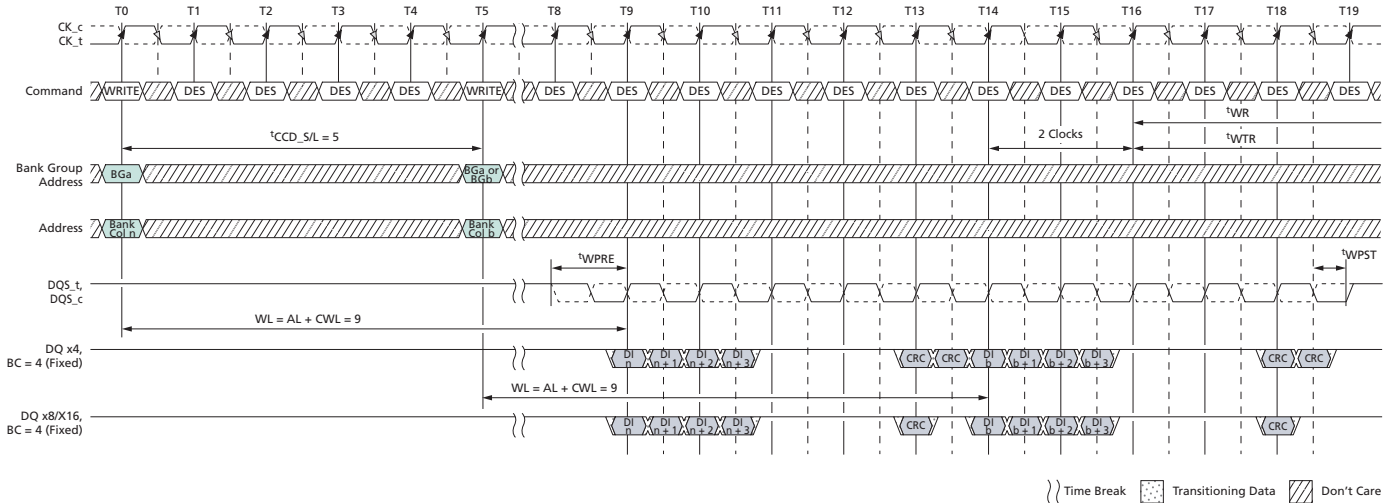 T0 T1 T2 T3 T4 T5 T8 T9 T10 T11 T12 T13 T14 T15 T16 T17 T18 T19
CK_c
CK_t
Command WRITE DES DES DES DES WRITE DES DES DES DES DES DES DES DES DES DES DES DES
tWR
tCCD_S/L = 5 2 Clocks tWTR
Bank Group
Address
BGa
BGa or
BGb
Address
Bank
Col n
Bank
Col b
tWPRE tWPST
DQS_t,
DQS_c
WL = AL + CWL = 9
DQ x4,
BC = 4 (Fixed)
DI
n
DI
n + 1
DI
n + 2
DI
n + 3
CRC CRC
DI
b
DI
b + 1
DI
b + 2
DI
b + 3
CRC CRC
WL = AL + CWL = 9
DQ x8/X16,
BC = 4 (Fixed)
DI
n
DI
n + 1
DI
n + 2
DI
n + 3
CRC
DI
b
DI
b + 1
DI
b + 2
DI
b + 3
CRC
Time Break Transitioning Data Don't Care